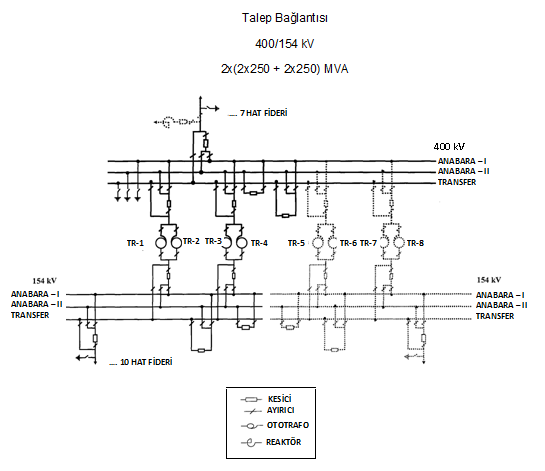 Talep Bağlantısı
400/154 kV
2x(2x250 + 2x250) MVA
.... 7 HAT FİDERİ
400 kV
ANABARA – I
ANABARA – II
TRANSFER
TR-1 TR-2 TR-3 TR-4 TR-5 TR-6 TR-7 TR-8
154 kV 154 kV
ANABARA – I ANABARA – I
ANABARA – II ANABARA – II
TRANSFER TRANSFER
.... 10 HAT FİDERİ
KESİCİ
AYIRICI
OTOTRAFO
REAKTÖR